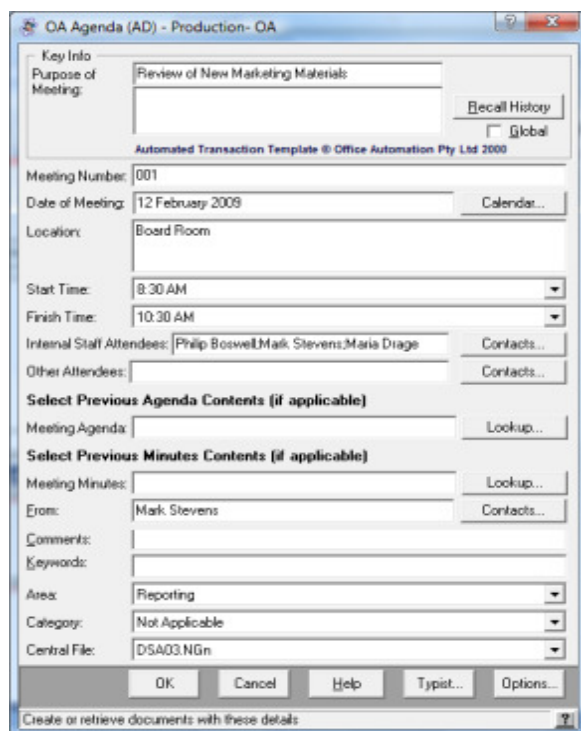 OA Agenda (AD) - Production- OA
Key Info
Purpose of Meeting: Review of New Marketing Materials
Recall History
Global
Automated Transaction Template ® Office Automation Pty Ltd 2000
Meeting Number: 001
Date of Meeting: 12 February 2009 Calendar...
Location: Board Room
Start Time: 8:30 AM
Finish Time: 10:30 AM
Internal Staff Attendees: Philip Boswell;Mark Stevens;Maria Drage Contacts...
Other Attendees: Contacts...
Select Previous Agenda Contents (if applicable)
Meeting Agenda: Lookup...
Select Previous Minutes Contents (if applicable)
Meeting Minutes: Lookup...
From: Mark Stevens Contacts...
Comments:
Keywords:
Area: Reporting
Category: Not Applicable
Central File: DSA03.NGn
OK Cancel Help Typist... Options...
Create or retrieve documents with these details ?